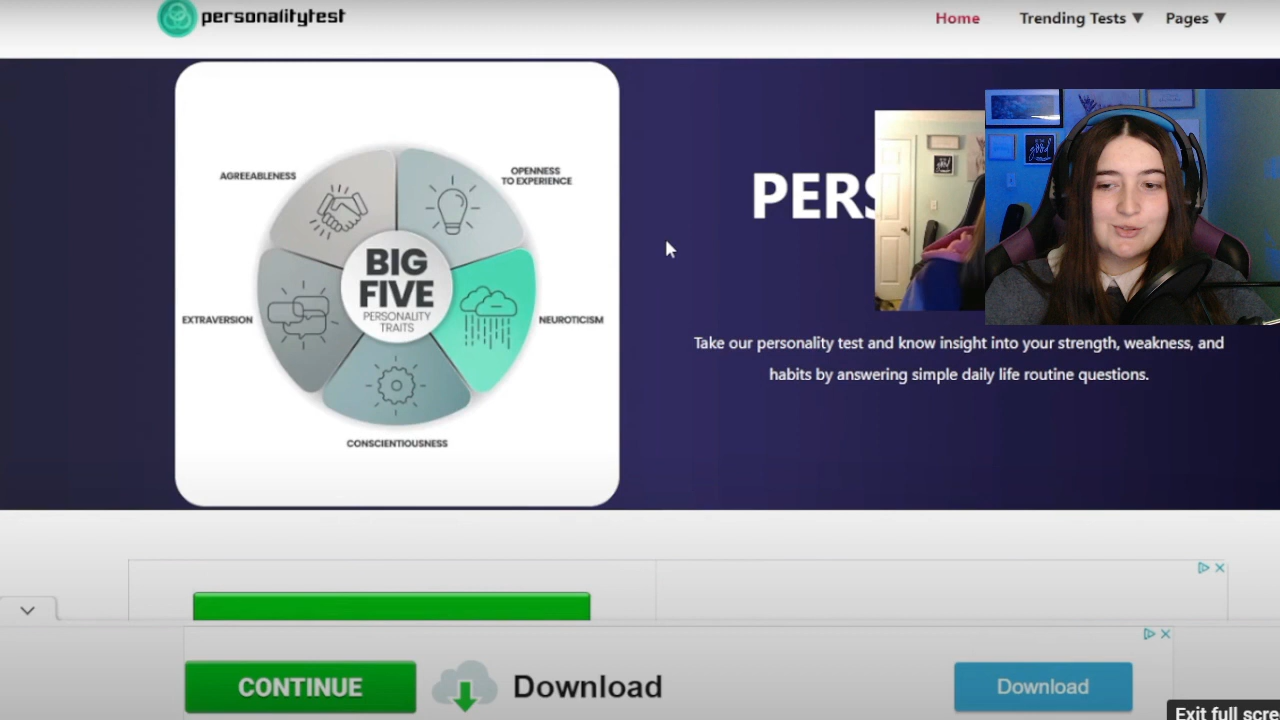 personalitytest
Home
Trending Tests ▼
Pages ▼
AGREEABLENESS
OPENNESS
TO EXPERIENCE
BIG
FIVE
PERSONALITY
TRAITS
EXTRAVERSION
NEUROTICISM
CONSCIENTIOUSNESS
PERS
Take our personality test and know insight into your strength, weakness, and
habits by answering simple daily life routine questions.
CONTINUE
Download
Download
Exit full scre